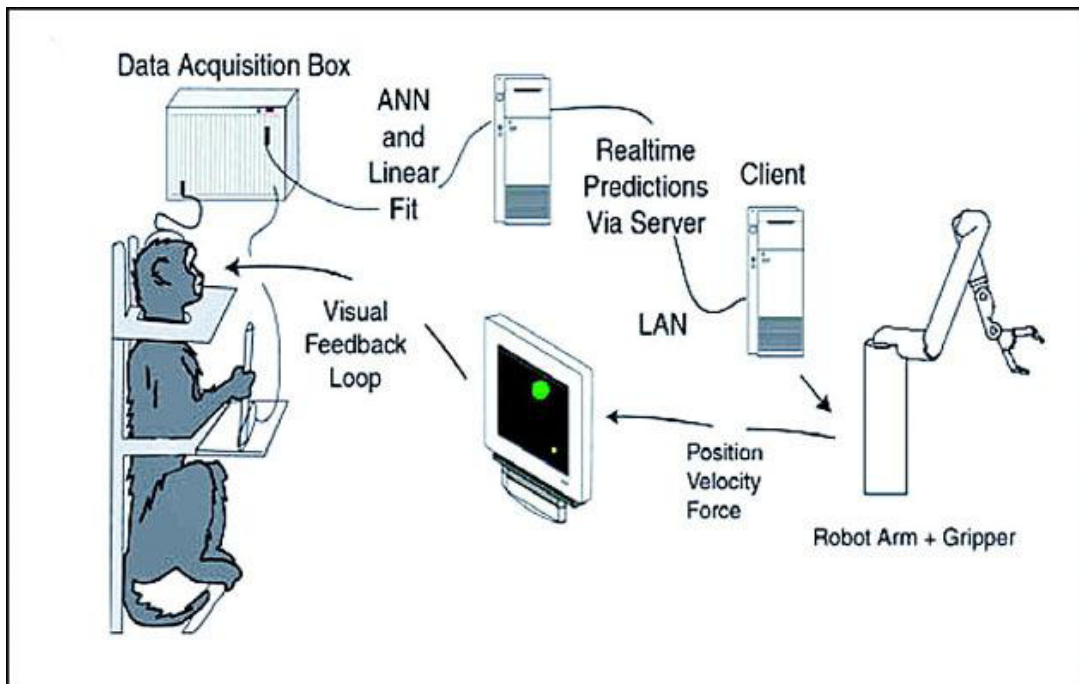 Data Acquisition Box
ANN
and
Linear
Fit
Realtime
Predictions
Via Server
Client
LAN
Visual
Feedback
Loop
Position
Velocity
Force
Robot Arm + Gripper